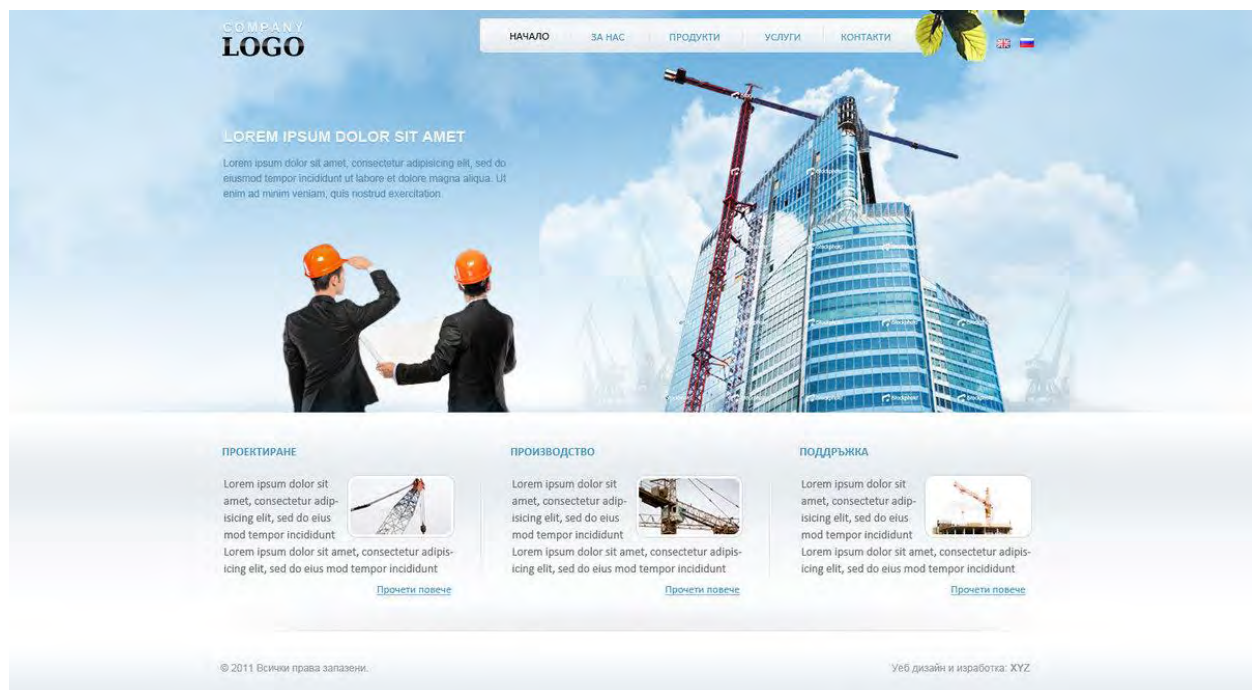 COMPANY
LOGO
НАЧАЛО
ЗА НАС
ПРОДУКТИ
УСЛУГИ
КОНТАКТИ
LOREM IPSUM DOLOR SIT AMET
Lorem ipsum dolor sit amet, consectetur adipisicing elit, sed do
eiusmod tempor incididunt ut labore et dolore magna aliqua. Ut
enim ad minim veniam, quis nostrud exercitation.
ПРОЕКТИРАНЕ
Lorem ipsum dolor sit
amet, consectetur adip-
isicing elit, sed do eius
mod tempor incididunt
Lorem ipsum dolor sit amet, consectetur adipis-
icing elit, sed do eius mod tempor incididunt
Прочети повече
ПРОИЗВОДСТВО
Lorem ipsum dolor sit
amet, consectetur adip-
isicing elit, sed do eius
mod tempor incididunt
Lorem ipsum dolor sit amet, consectetur adipis-
icing elit, sed do eius mod tempor incididunt
Прочети повече
ПОДДРЪЖКА
Lorem ipsum dolor sit
amet, consectetur adip-
isicing elit, sed do eius
mod tempor incididunt
Lorem ipsum dolor sit amet, consectetur adipis-
icing elit, sed do eius mod tempor incididunt
Прочети повече
© 2011 Всички права запазени.
Уеб дизайн и изработка: XYZ